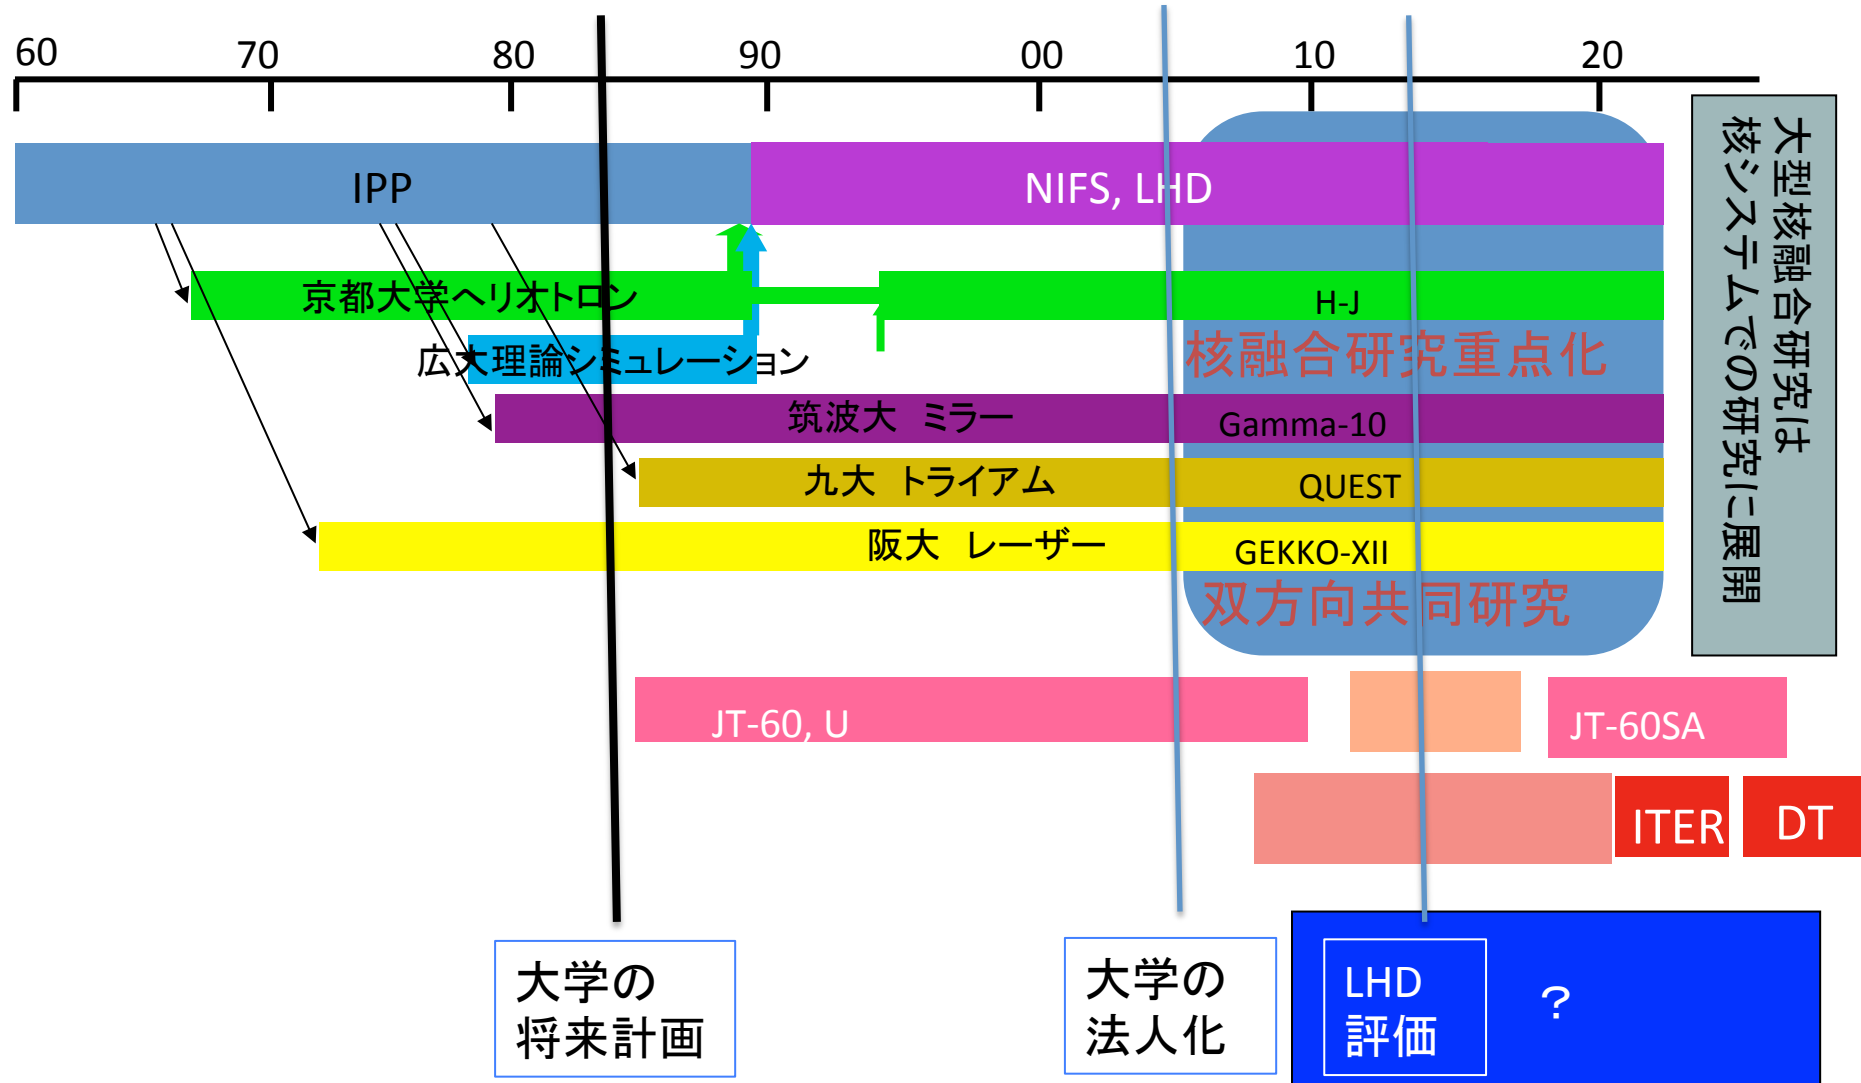 60 70 80 90 00 10 20
IPP
NIFS, LHD
京都大学ヘリオトロン
H-J
広大理論シミュレーション
核融合研究重点化
筑波大 ミラー
Gamma-10
九大 トライアム
QUEST
阪大 レーザー
GEKKO-XII
双方向共同研究
大型核融合研究は
核システムでの研究に展開
JT-60, U
JT-60SA
ITER
DT
大学の
将来計画
大学の
法人化
LHD
評価
？